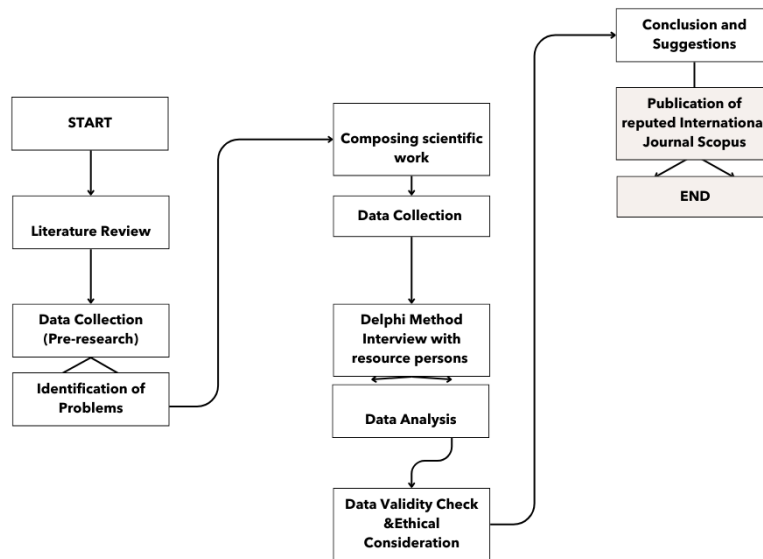 START
Literature Review
Data Collection
(Pre-research)
Identification of
Problems
Composing scientific
work
Data Collection
Delphi Method
Interview with
resource persons
Data Analysis
Data Validity Check
&Ethical
Consideration
Conclusion and
Suggestions
Publication of
reputed Internationa
Journal Scopus
END